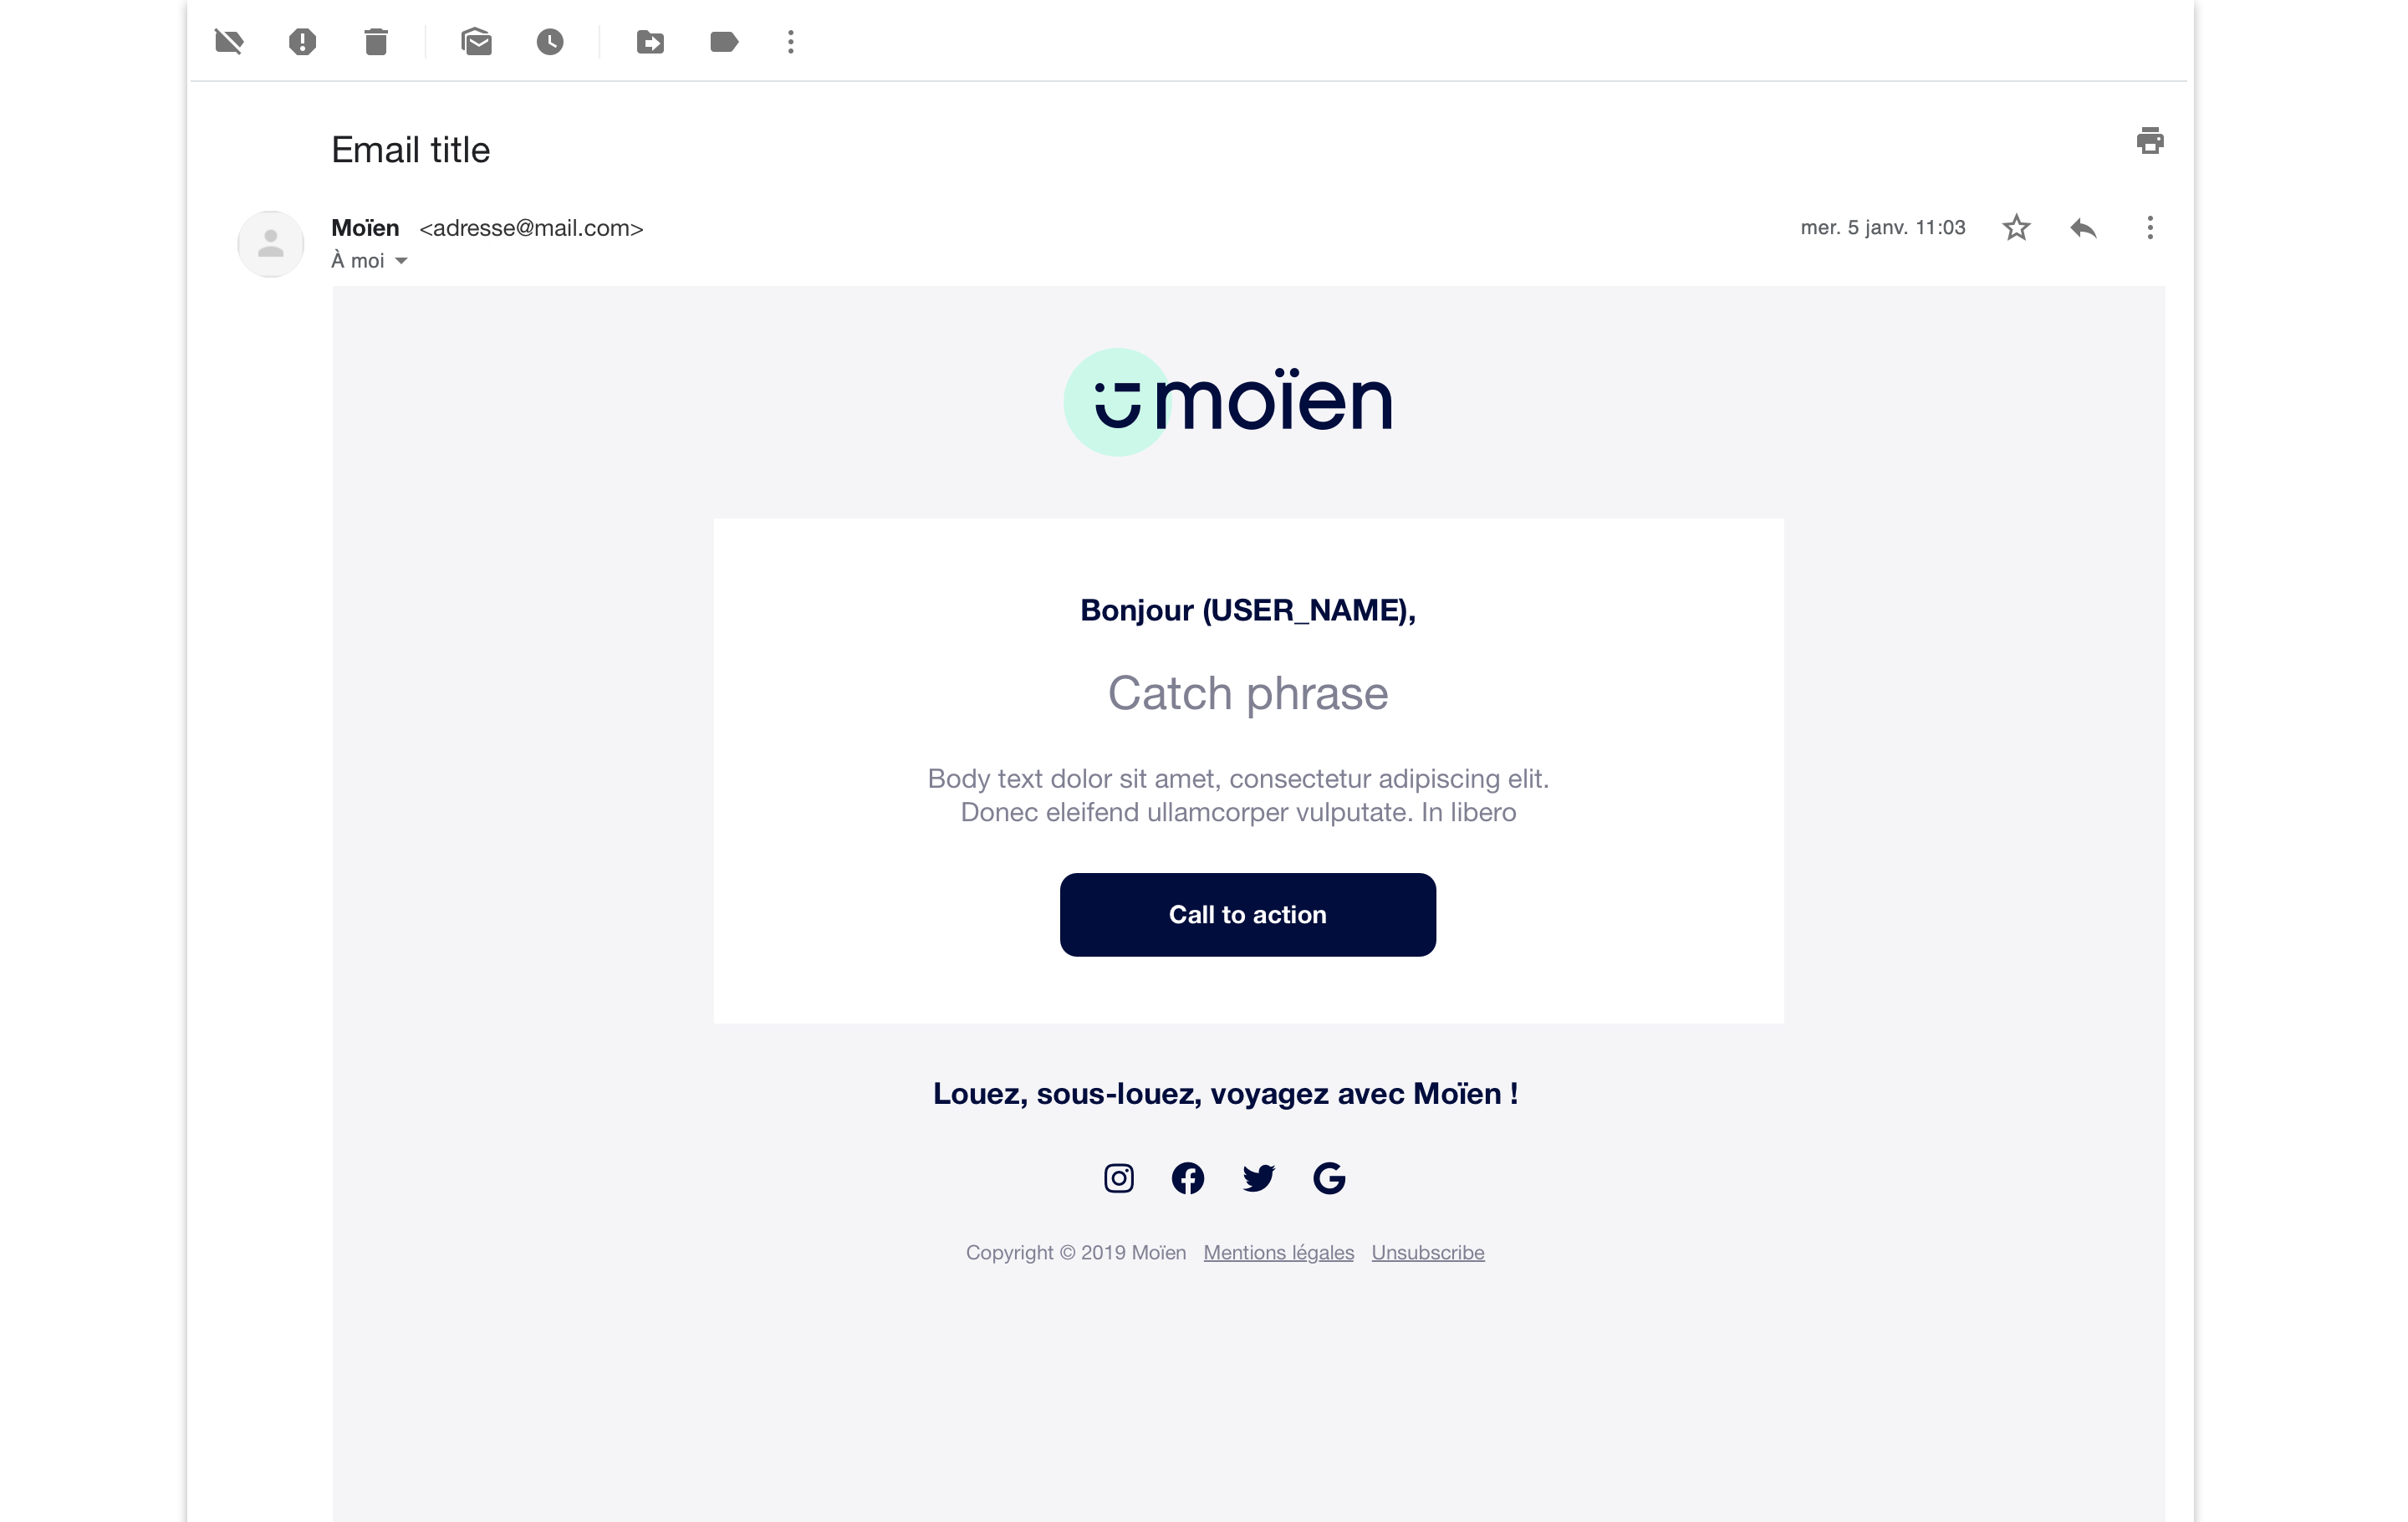 Email title
Moïen <adresse@mail.com>
mer. 5 janv. 11:03
À moi
moïen
Bonjour (USER_NAME),
Catch phrase
Body text dolor sit amet, consectetur adipiscing elit.
Donec eleifend ullamcorper vulputate. In libero
Call to action
Louez, sous-louez, voyagez avec Moïen !
Copyright © 2019 Moïen Mentions légales Unsubscribe